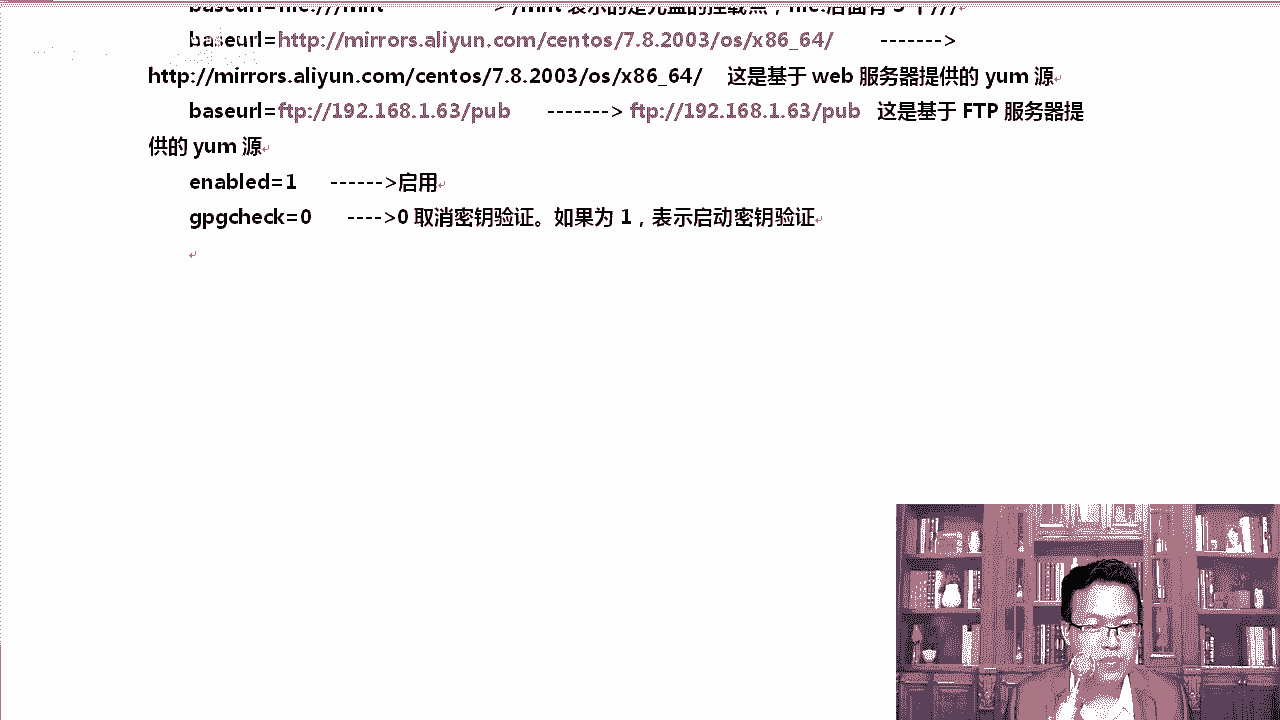 baseurl=file:///mnt -------> /mnt 表示的是光盘的挂载点，file:后面有 3 个///
baseurl=http://mirrors.aliyun.com/centos/7.8.2003/os/x86_64/ ------->
http://mirrors.aliyun.com/centos/7.8.2003/os/x86_64/ 这是基于 web 服务器提供的 yum 源
baseurl=ftp://192.168.1.63/pub -------> ftp://192.168.1.63/pub 这是基于 FTP 服务器提
供的 yum 源
enabled=1 ------>启用
gpgcheck=0 ---->0 取消密钥验证。如果为 1，表示启动密钥验证